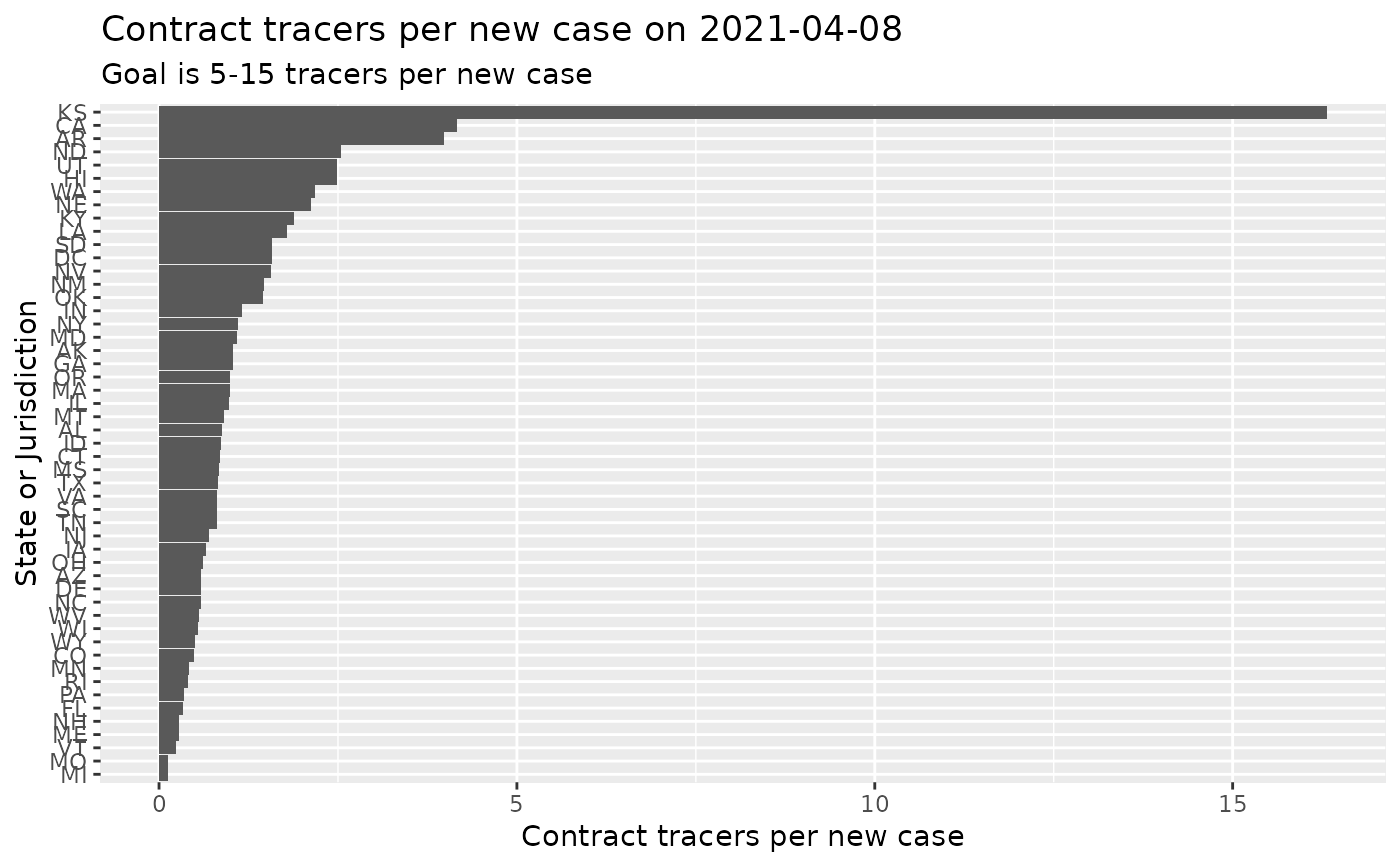 Contract tracers per new case on 2021-04-08
Goal is 5-15 tracers per new case
State or Jurisdiction
KS
CA
AR
ND
UT
HI
WA
NE
KY
LA
SD
DC
NV
NM
OK
IN
NY
MD
AK
GA
OR
MA
IL
MT
AL
ID
CT
MS
TX
VA
SC
TN
NJ
IA
OH
AZ
DE
NC
WV
WI
WY
CO
MN
RI
PA
FL
NH
ME
VT
MO
MI
0 5 10 15
Contract tracers per new case